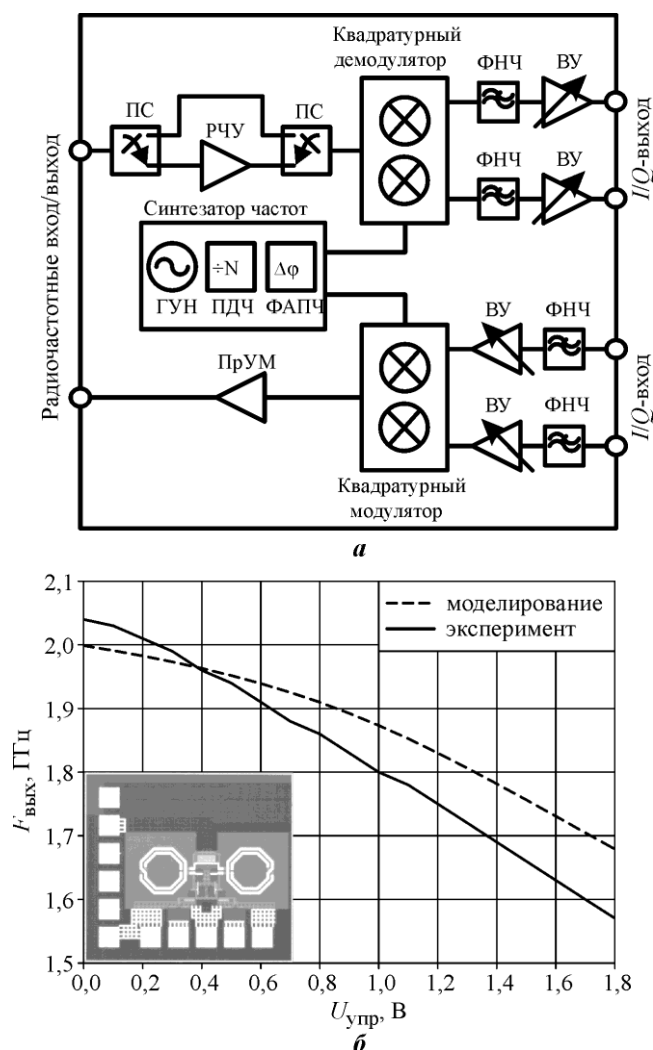 Квадратурный
демодулятор
ФНЧ
ВУ
ПС
РЧУ
ПС
ФНЧ
ВУ
I/Q-выход
Радиочастотные вход/выход
Синтезатор частот
÷N
Δφ
ГУН
ПДЧ
ФАПЧ
ПрУМ
ВУ
ФНЧ
ВУ
ФНЧ
I/Q-вход
Квадратурный
модулятор
а
2,1
2,0
1,9
1,8
1,7
1,6
1,5
Fвых, ГГц
моделирование
эксперимент
0,0 0,2 0,4 0,6 0,8 1,0 1,2 1,4 1,6 1,8
Uупр, В
б